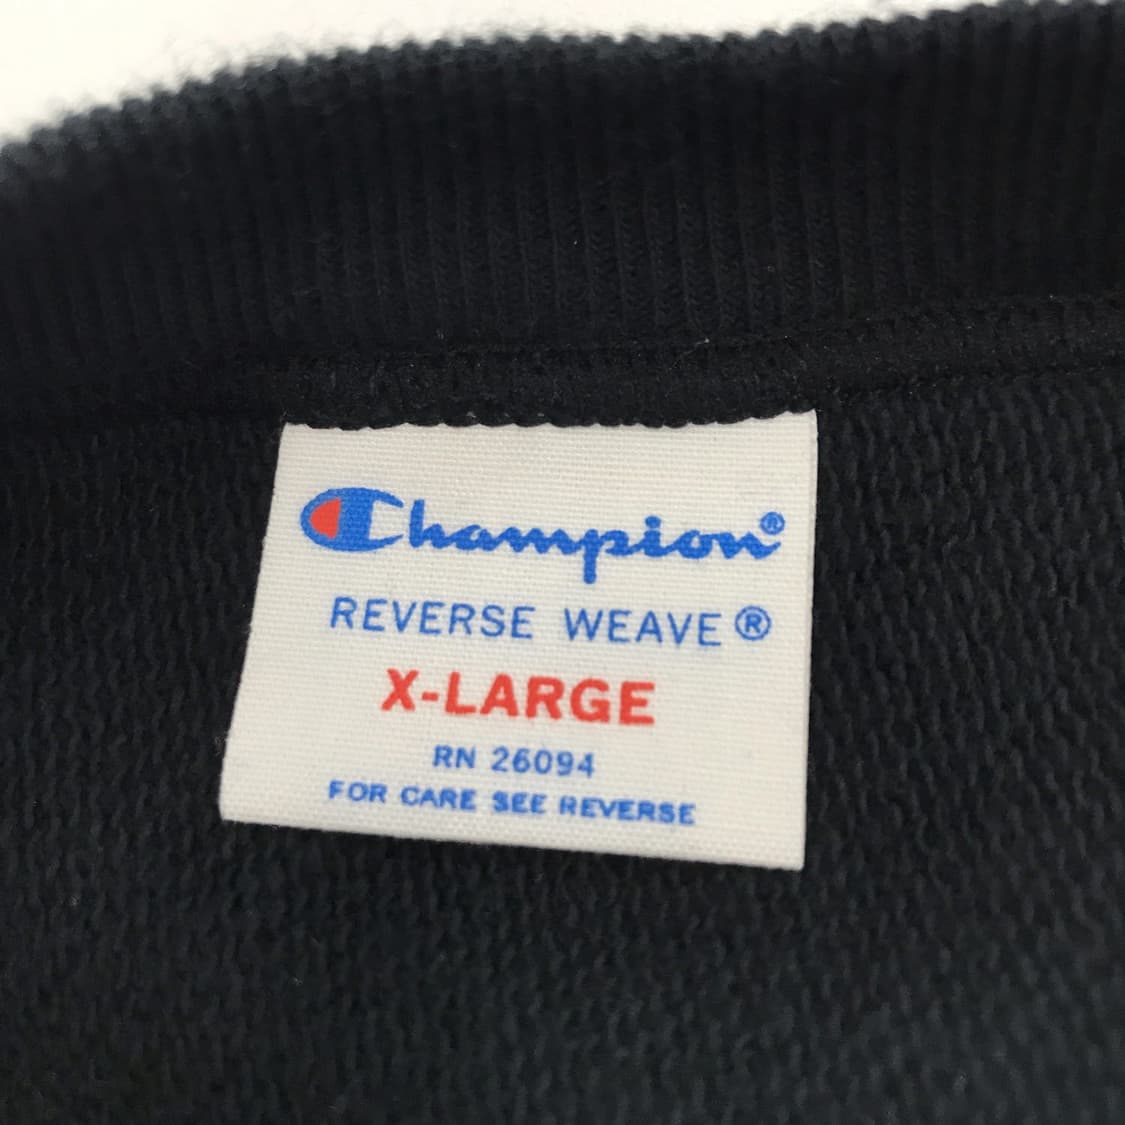 Champion®
REVERSE WEAVE®
X-LARGE
RN 26094
FOR CARE SEE REVERSE